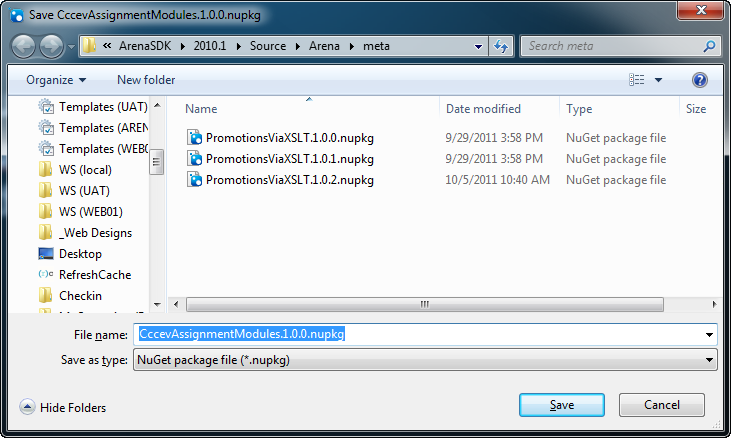 Save CccevAssignmentModules.1.0.0.nupkg
« ArenaSDK ▸ 2010.1 ▸ Source ▸ Arena ▸ meta
Search meta
Organize New folder
Name Date modified Type Size
Templates (UAT)
Templates (AREN
Templates (WEB0
WS (local)
WS (UAT)
WS (WEB01)
_Web Designs
Desktop
RefreshCache
Checkin
PromotionsViaXSLT.1.0.0.nupkg 9/29/2011 3:58 PM NuGet package file
PromotionsViaXSLT.1.0.1.nupkg 9/29/2011 3:58 PM NuGet package file
PromotionsViaXSLT.1.0.2.nupkg 10/5/2011 10:40 AM NuGet package file
File name: CccevAssignmentModules.1.0.0.nupkg
Save as type: NuGet package file (*.nupkg)
Hide Folders Save Cancel